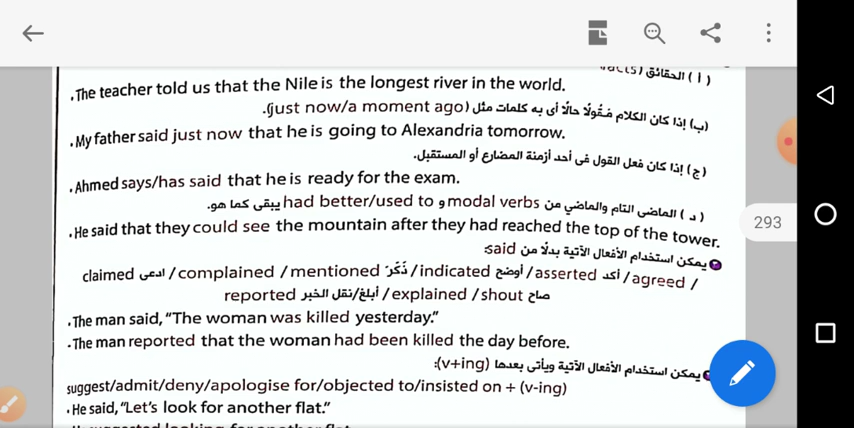 ( أ ) الحقائق (facts)
. The teacher told us that the Nile is the longest river in the world.
(ب) إذا كان الكلام مَقُولًا حالًا أى به كلمات مثل (just now/a moment ago).
. My father said just now that he is going to Alexandria tomorrow.
(ج) إذا كان فعل القول فى أحد أزمنة المضارع أو المستقبل.
. Ahmed says/has said that he is ready for the exam.
( د ) الماضى التام والماضي من modal verbs و had better/used to يبقى كما هو.
. He said that they could see the mountain after they had reached the top of the tower.
293
يمكن استخدام الأفعال الآتية بدلًا من said:
claimed ادعى / complained / mentioned ذَكَر / indicated أوضح / asserted أكد / agreed /
reported أبلغ/نقل الخبر / explained / shout صاح
. The man said, “The woman was killed yesterday.”
. The man reported that the woman had been killed the day before.
يمكن استخدام الأفعال الآتية ويأتى بعدها (v+ing):
suggest/admit/deny/apologise for/objected to/insisted on + (v-ing)
. He said, “Let's look for another flat.”